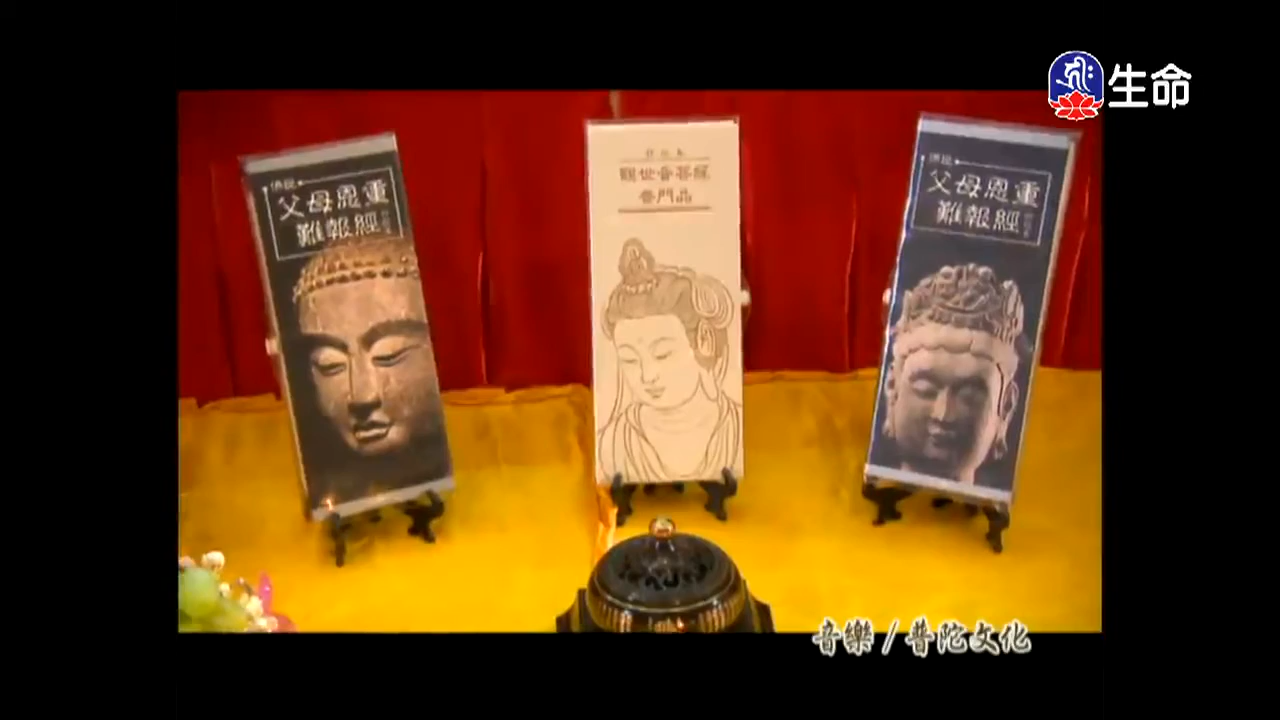 生命
佛說
父母恩重
難報經
觀世音菩薩
普門品
佛說
父母恩重
難報經
音樂/普陀文化